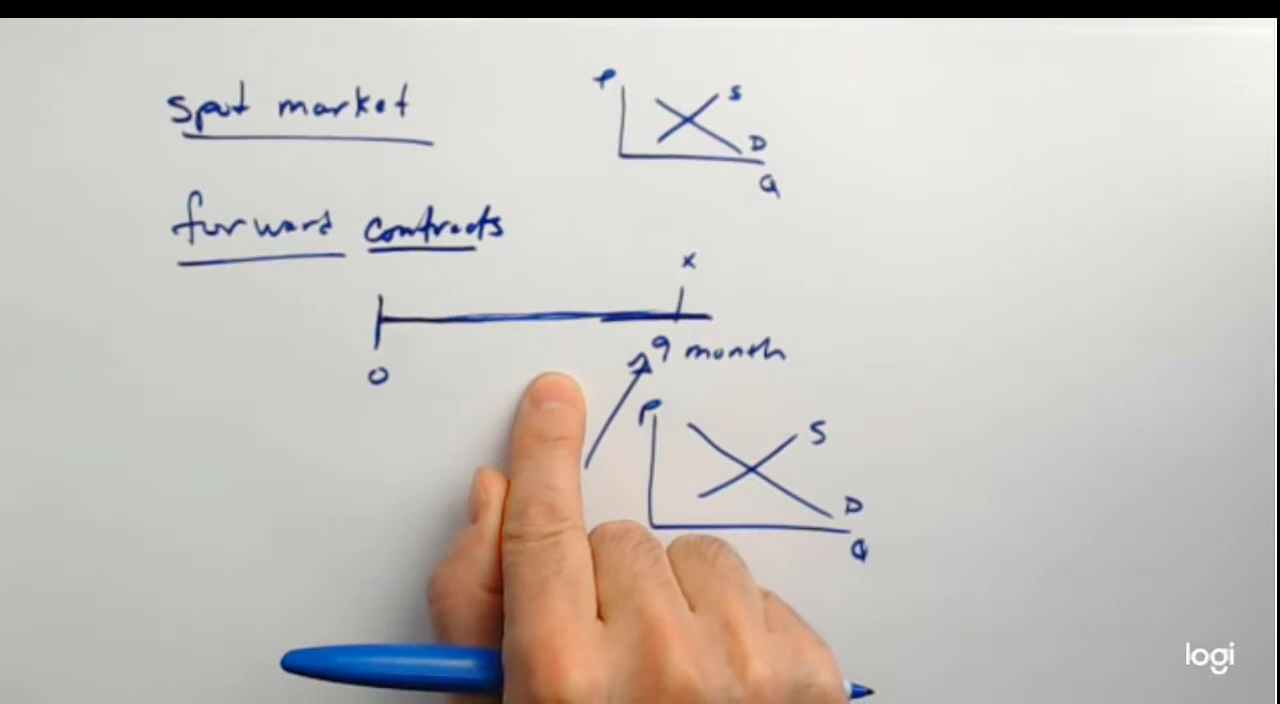 spot market
P
S
D
Q
forward contracts
x
0
9 month
P
S
D
Q
logi